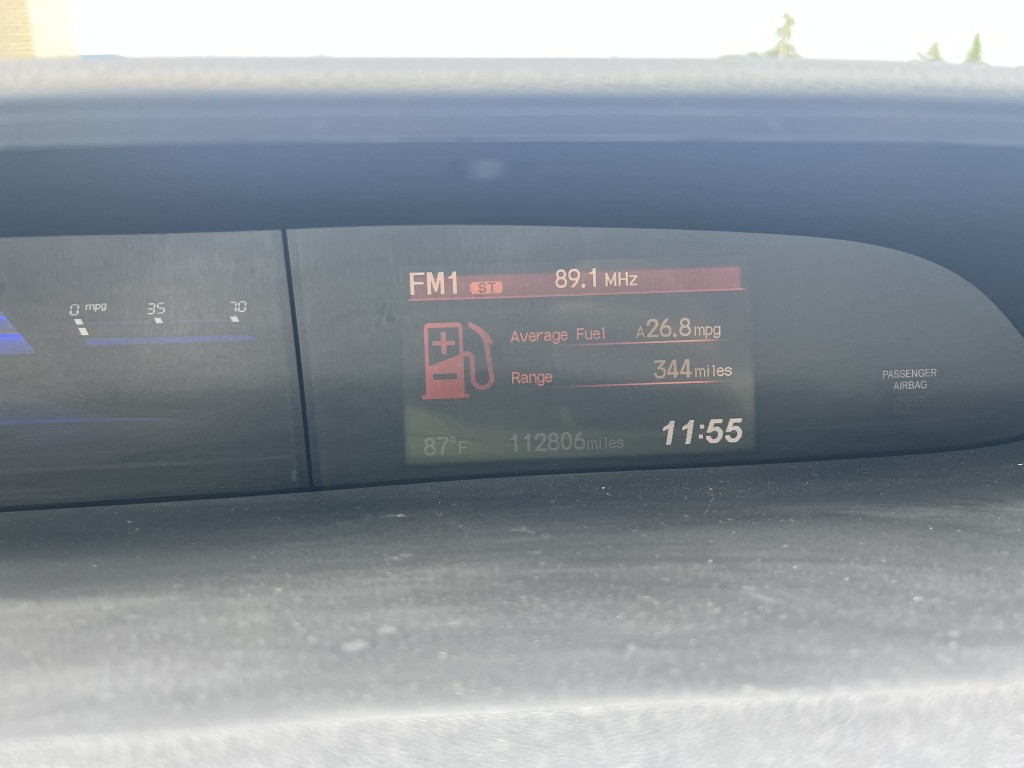 0 mpg 35 70
FM1 ST 89.1 MHz
Average Fuel A26.8mpg
Range 344miles
PASSENGER
AIRBAG
87°F 112806miles 11:55